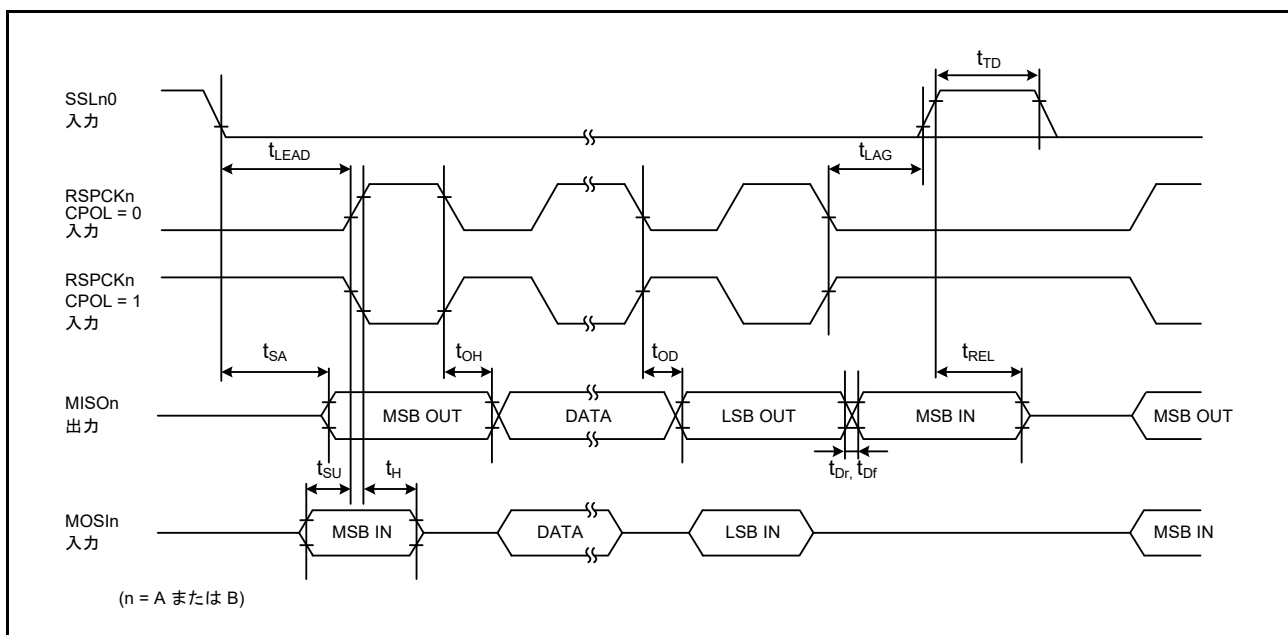 t_TD
SSLn0
入力
t_LEAD
t_LAG
RSPCKn
CPOL = 0
入力
RSPCKn
CPOL = 1
入力
t_SA
t_OH
t_OD
t_REL
MISOn
出力
MSB OUT
DATA
LSB OUT
MSB IN
MSB OUT
t_SU
t_H
t_Dr, t_Df
MOSIn
入力
MSB IN
DATA
LSB IN
MSB IN
(n = A または B)